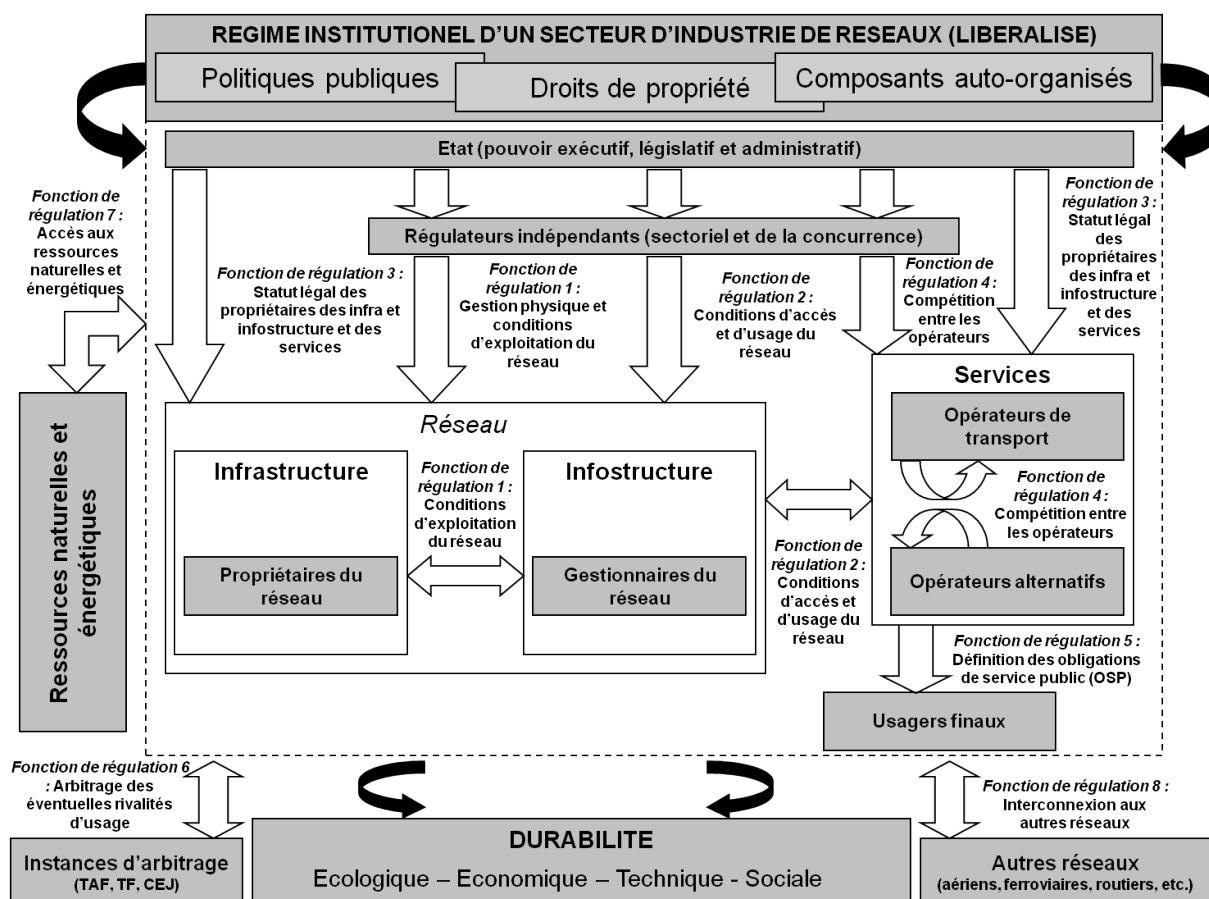 REGIME INSTITUTIONEL D'UN SECTEUR D'INDUSTRIE DE RESEAUX (LIBERALISE)
Politiques publiques
Droits de propriété
Composants auto-organisés
Etat (pouvoir exécutif, législatif et administratif)
Fonction de
régulation 7 :
Accès aux
ressources
naturelles et
énergétiques
Régulateurs indépendants (sectoriel et de la concurrence)
Fonction de
régulation 3 :
Statut légal
des
propriétaires
des infra et
infostructure
et des
services
Fonction de régulation 3 :
Statut légal des
propriétaires des infra et
infostructure et des
services
Fonction de
régulation 1 :
Gestion physique et
conditions
d'exploitation du
réseau
Fonction de
régulation 2 :
Conditions d'accès
et d'usage du
réseau
Fonction de
régulation 4 :
Compétition
entre les
opérateurs
Ressources naturelles et
énergétiques
Réseau
Infrastructure
Propriétaires du
réseau
Fonction de
régulation 1 :
Conditions
d'exploitation
du réseau
Infostructure
Gestionnaires du
réseau
Fonction de
régulation 2 :
Conditions
d'accès et
d'usage du
réseau
Services
Opérateurs de
transport
Fonction de
régulation 4 :
Compétition entre
les opérateurs
Opérateurs alternatifs
Fonction de régulation 5 :
Définition des obligations
de service public (OSP)
Usagers finaux
Fonction de régulation 6
: Arbitrage des
éventuelles rivalités
d'usage
Fonction de régulation 8 :
Interconnexion aux
autres réseaux
Instances d'arbitrage
(TAF, TF, CEJ)
DURABILITE
Ecologique – Economique – Technique - Sociale
Autres réseaux
(aériens, ferroviaires, routiers, etc.)